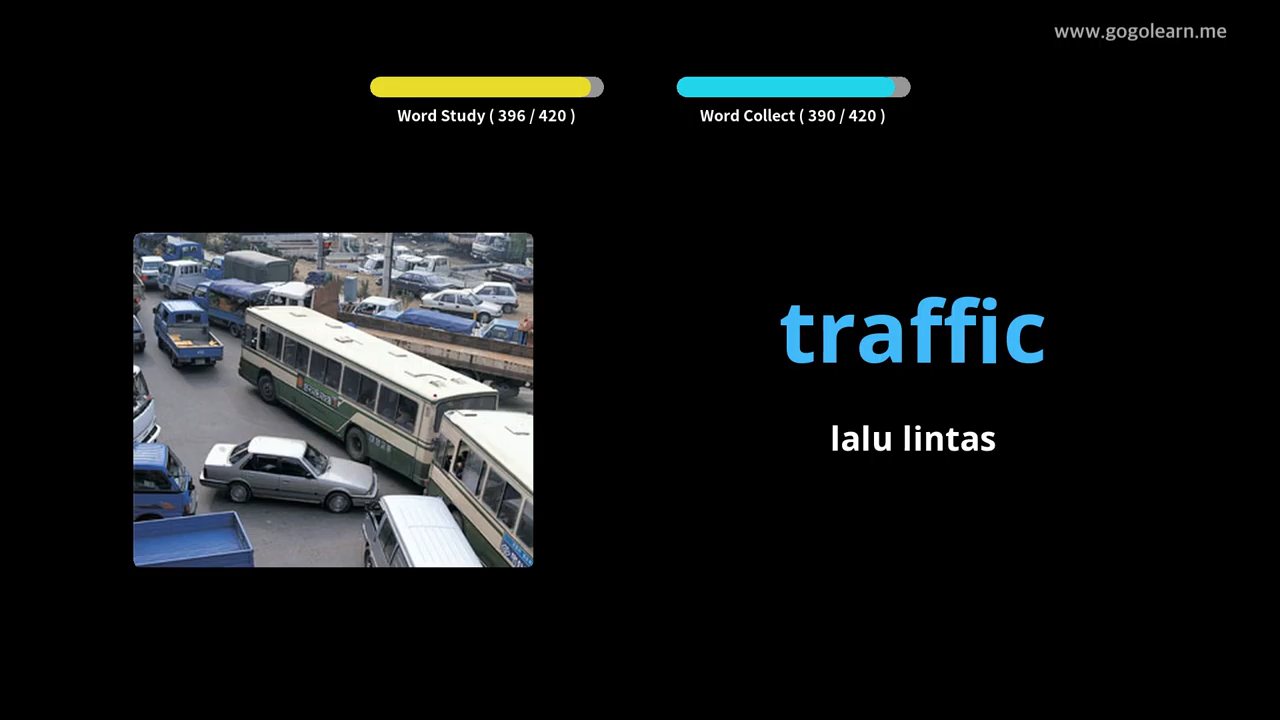 www.gogolearn.me
Word Study ( 396 / 420 )
Word Collect ( 390 / 420 )
traffic
lalu lintas